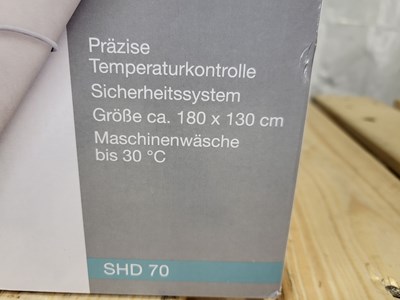 Präzise
Temperaturkontrolle
Sicherheitssystem
Größe ca. 180 x 130 cm
Maschinenwäsche
bis 30 °C
SHD 70